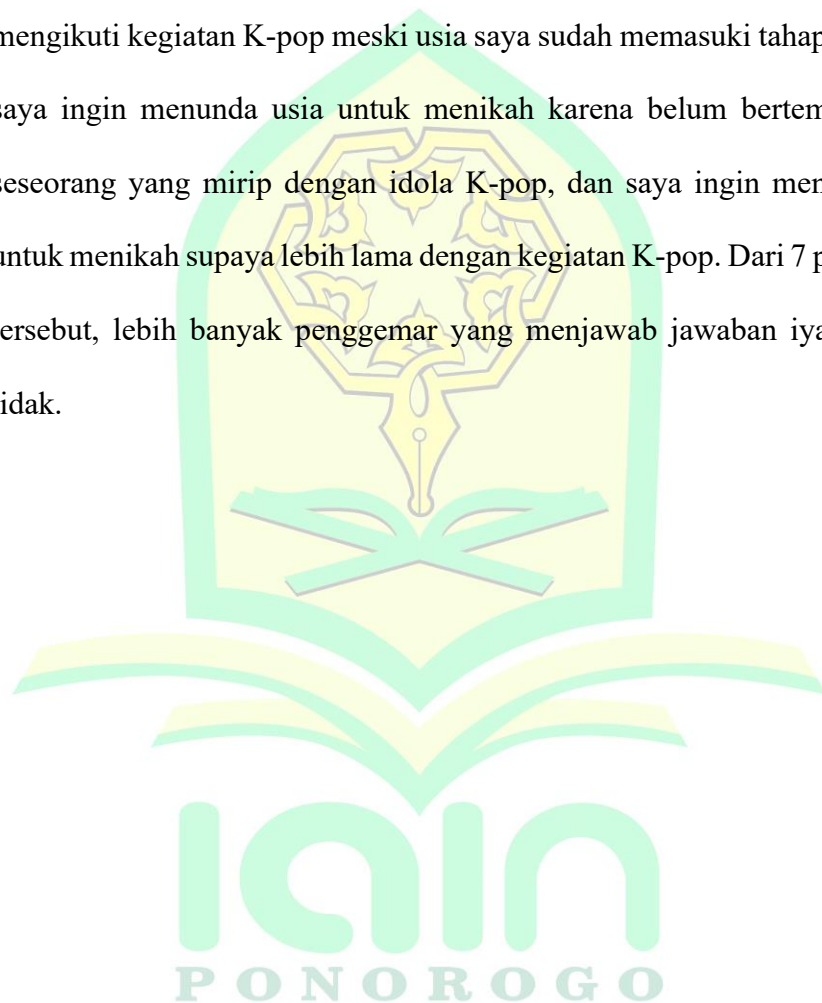 mengikuti kegiatan K-pop meski usia saya sudah memasuki tahap
saya ingin menunda usia untuk menikah karena belum bertem
seseorang yang mirip dengan idola K-pop, dan saya ingin men
untuk menikah supaya lebih lama dengan kegiatan K-pop. Dari 7 p
tersebut, lebih banyak penggemar yang menjawab jawaban iya
tidak.
iain
PONOROGO